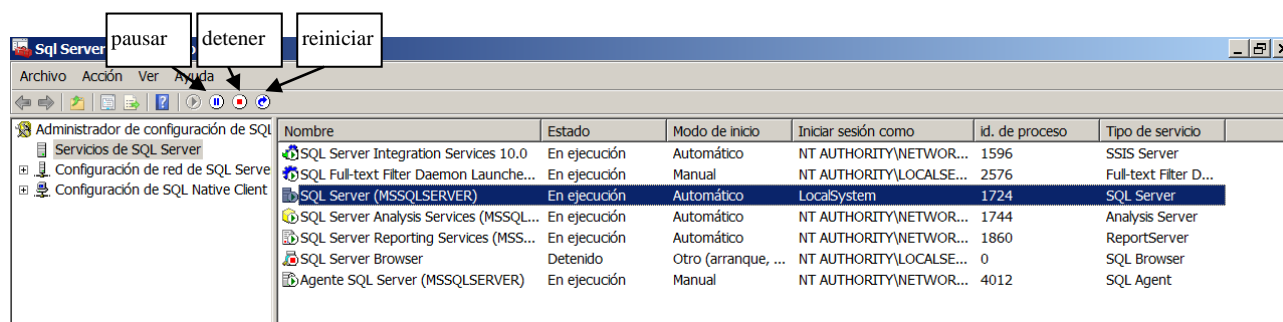 pausar
detener
reiniciar
Sql Server
Archivo Acción Ver Ayuda
Administrador de configuración de SQL
Servicios de SQL Server
Configuración de red de SQL Serve
Configuración de SQL Native Client
Nombre Estado Modo de inicio Iniciar sesión como id. de proceso Tipo de servicio
SQL Server Integration Services 10.0 En ejecución Automático NT AUTHORITY\NETWOR... 1596 SSIS Server
SQL Full-text Filter Daemon Launche... En ejecución Manual NT AUTHORITY\LOCALSE... 2576 Full-text Filter D...
SQL Server (MSSQLSERVER) En ejecución Automático LocalSystem 1724 SQL Server
SQL Server Analysis Services (MSSQL... En ejecución Automático NT AUTHORITY\NETWOR... 1744 Analysis Server
SQL Server Reporting Services (MSS... En ejecución Automático NT AUTHORITY\NETWOR... 1860 ReportServer
SQL Server Browser Detenido Otro (arranque, ... NT AUTHORITY\LOCALSE... 0 SQL Browser
Agente SQL Server (MSSQLSERVER) En ejecución Manual NT AUTHORITY\NETWOR... 4012 SQL Agent